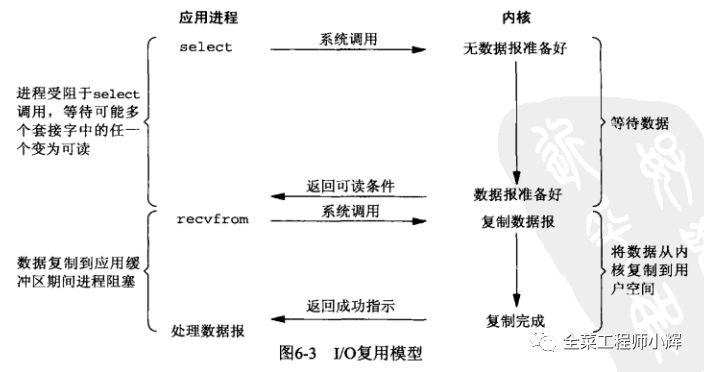 应用进程
内核
select
系统调用
无数据报准备好
进程受阻于select
调用，等待可能多
个套接字中的任一
个变为可读
等待数据
返回可读条件
数据报准备好
recvfrom
系统调用
复制数据报
数据复制到应用缓
冲区期间进程阻塞
将数据从内
核复制到用
户空间
返回成功指示
处理数据报
复制完成
图6-3 I/O复用模型
全菜工程师小辉